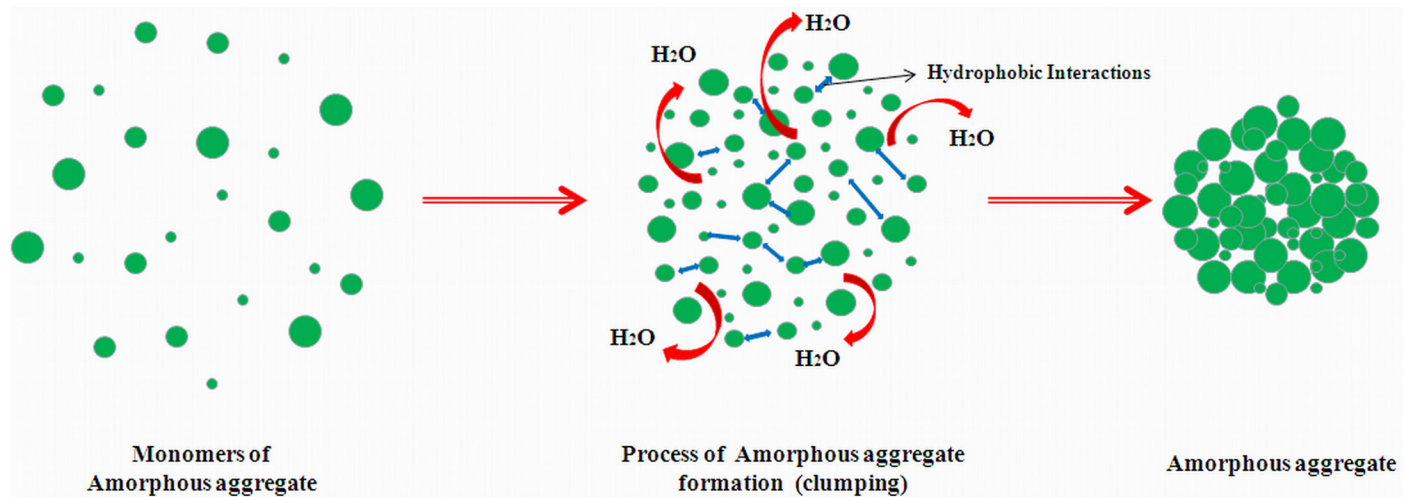 H2O
H2O
Hydrophobic Interactions
H2O
H2O
H2O
Monomers of
Amorphous aggregate
Process of Amorphous aggregate
formation (clumping)
Amorphous aggregate